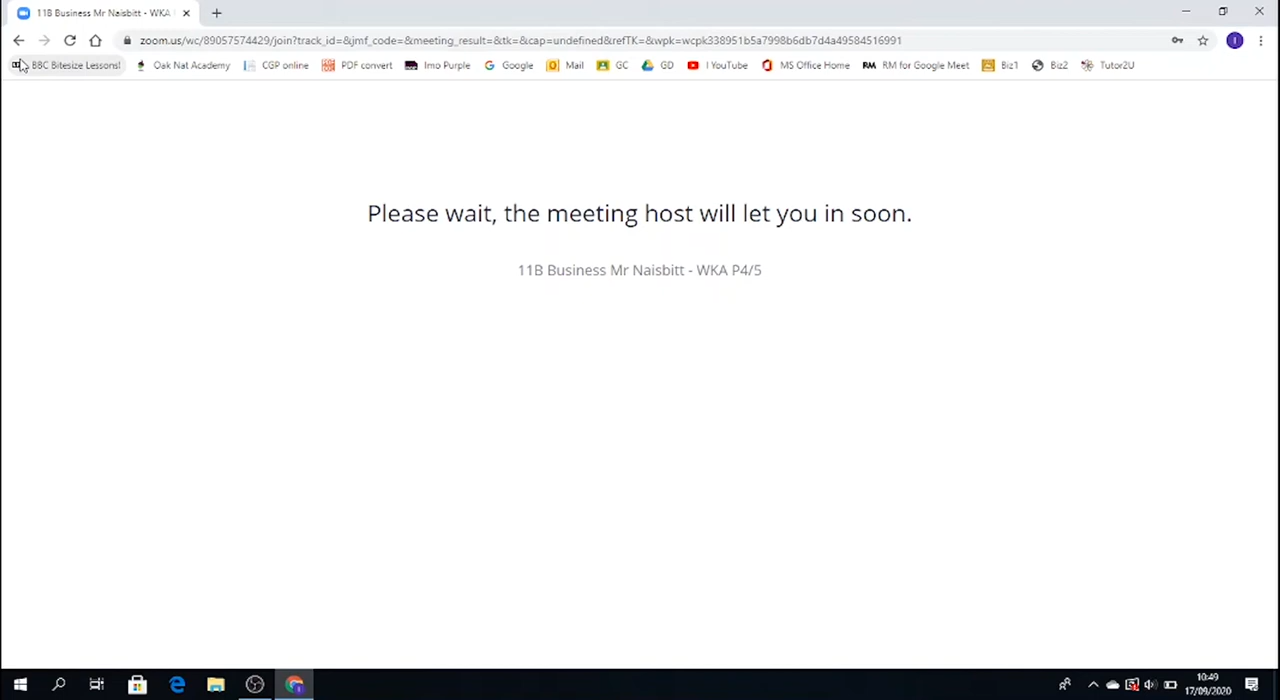 11B Business Mr Naisbitt - WKA
zoom.us/wc/89057574429/join?track_id=&jmf_code=&meeting_result=&tk=&cap=undefined&refTK=&wpk=wcpk338951b5a7998b6db7d4a49584516991
BBC Bitesize Lessons! Oak Nat Academy CGP online PDF convert Imo Purple Google Mail GC GD I YouTube MS Office Home RM RM for Google Meet Biz1 Biz2 Tutor2U
Please wait, the meeting host will let you in soon.
11B Business Mr Naisbitt - WKA P4/5
10:49
17/09/2020